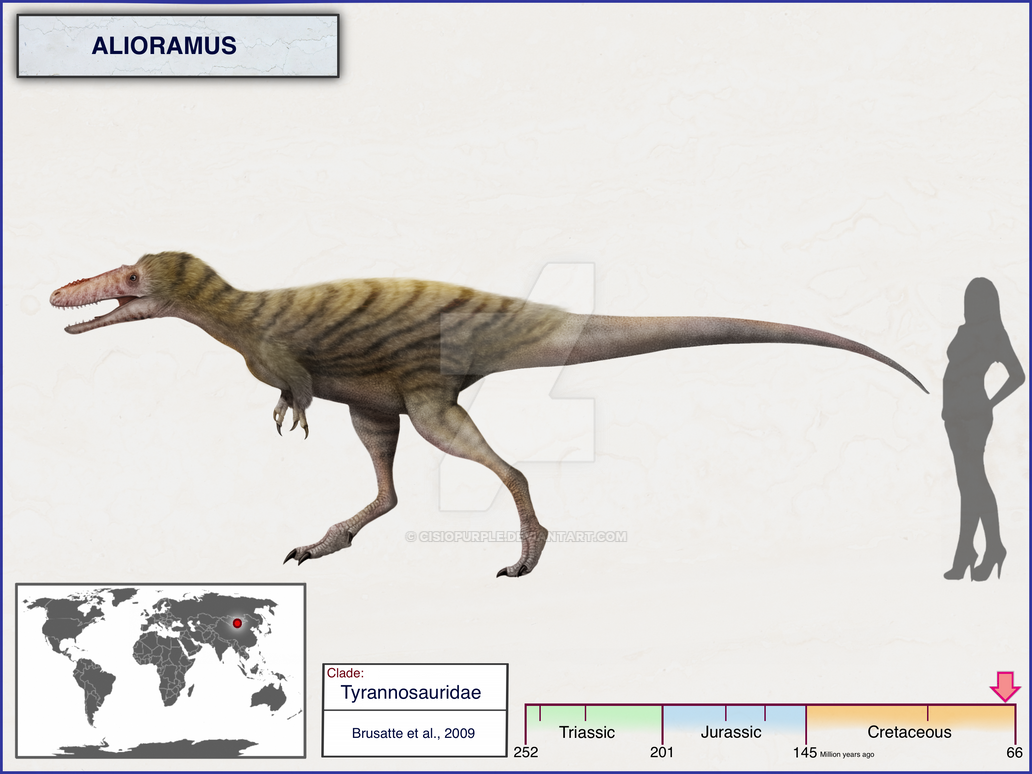 ALIORAMUS
© CISIOPURPLE.DEVIANTART.COM
Clade:
Tyrannosauridae
Brusatte et al., 2009
Triassic Jurassic Cretaceous
252 201 145 Million years ago 66